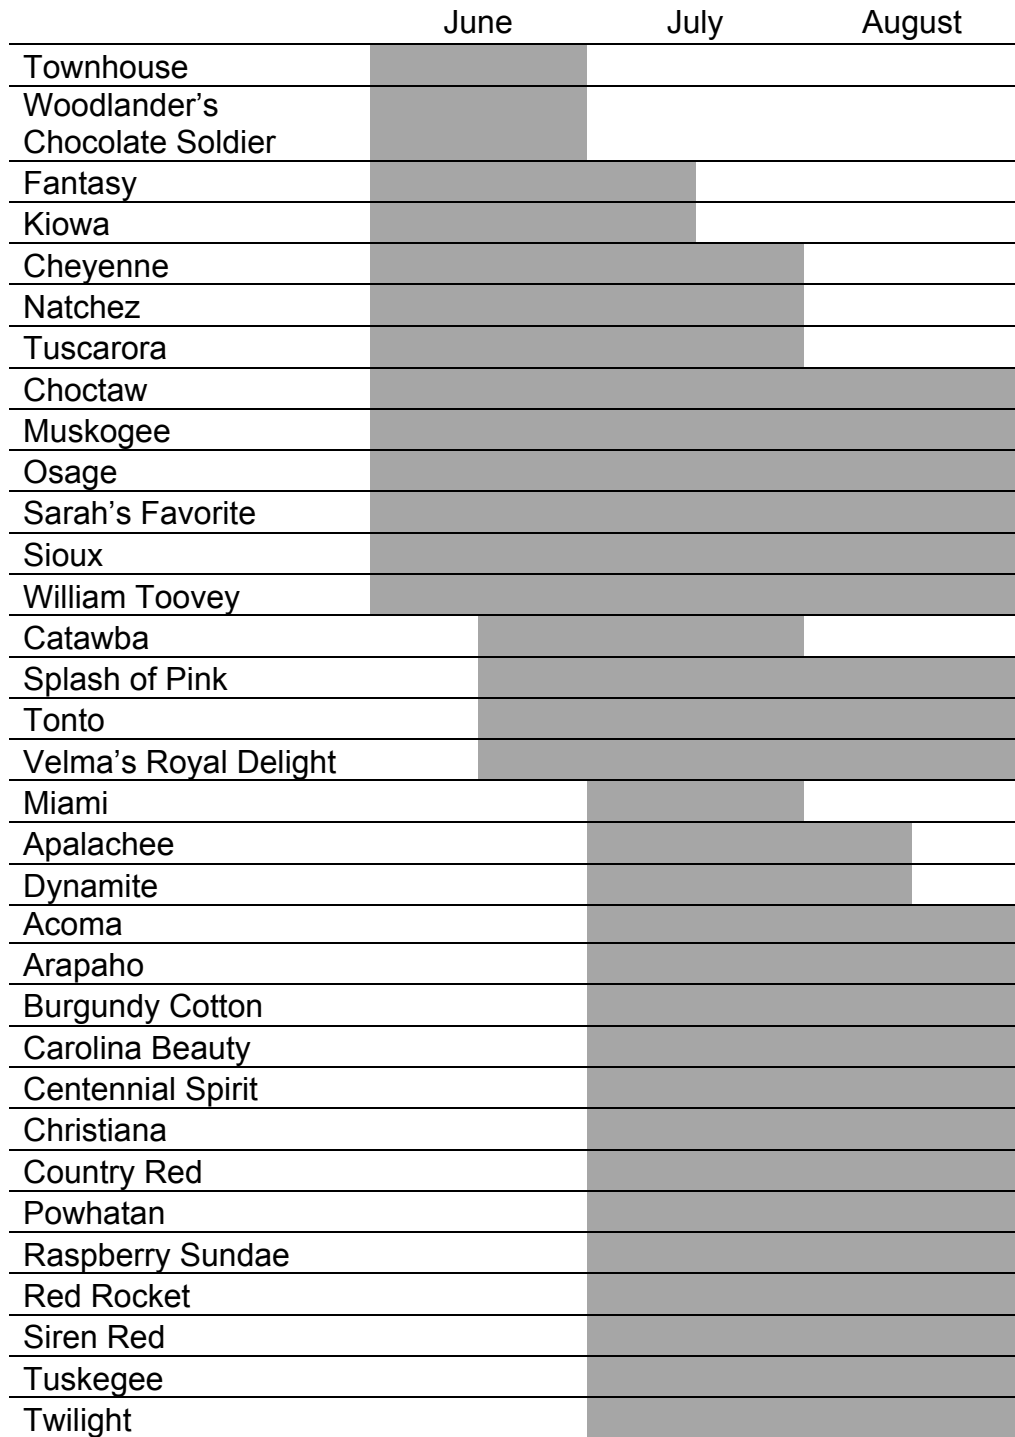 June July August
Townhouse
Woodlander’s
Chocolate Soldier
Fantasy
Kiowa
Cheyenne
Natchez
Tuscarora
Choctaw
Muskogee
Osage
Sarah’s Favorite
Sioux
William Toovey
Catawba
Splash of Pink
Tonto
Velma’s Royal Delight
Miami
Apalachee
Dynamite
Acoma
Arapaho
Burgundy Cotton
Carolina Beauty
Centennial Spirit
Christiana
Country Red
Powhatan
Raspberry Sundae
Red Rocket
Siren Red
Tuskegee
Twilight